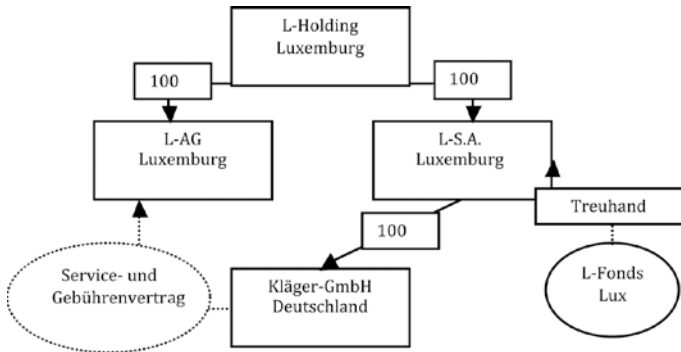 L-Holding
Luxemburg
100
100
L-AG
Luxemburg
L-S.A.
Luxemburg
Treuhand
100
Service- und
Gebührenvertrag
Kläger-GmbH
Deutschland
L-Fonds
Lux